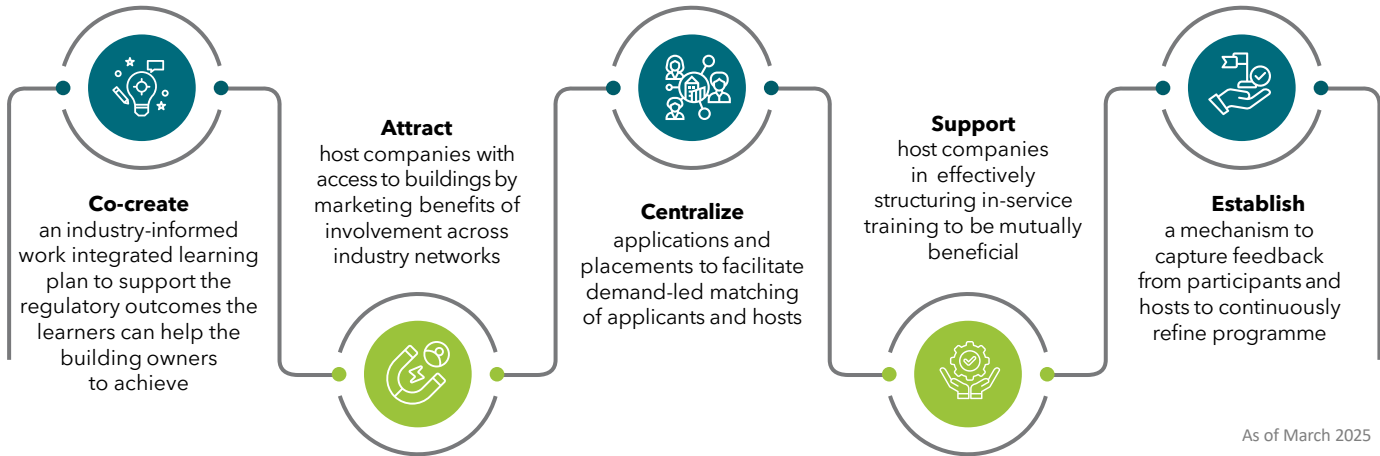 Co-create
an industry-informed
work integrated learning
plan to support the
regulatory outcomes the
learners can help the
building owners
to achieve
Attract
host companies with
access to buildings by
marketing benefits of
involvement across
industry networks
Centralize
applications and
placements to facilitate
demand-led matching
of applicants and hosts
Support
host companies
in effectively
structuring in-service
training to be mutually
beneficial
Establish
a mechanism to
capture feedback
from participants and
hosts to continuously
refine programme
As of March 2025